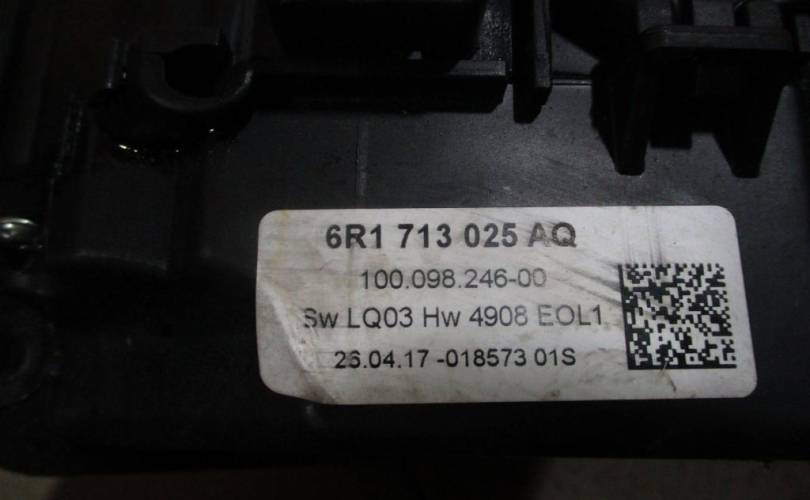 6R1 713 025 AQ
100.098.246-00
Sw LQ03 Hw 4908 EOL1
26.04.17 -018573 01S